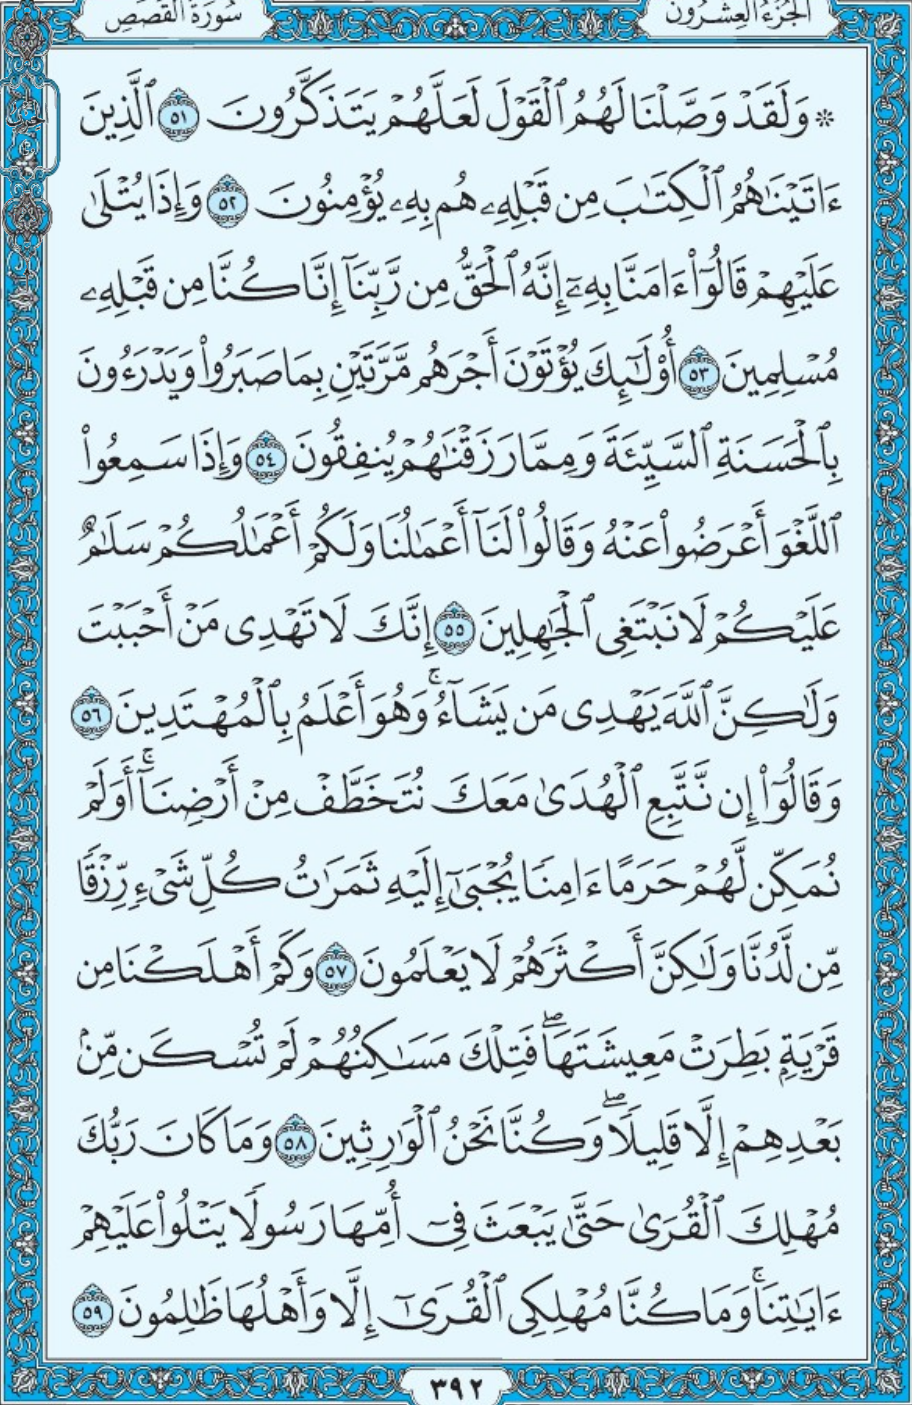 الجُزْءُ العِشْرُونَ
سُورَةُ القَصَصِ
۞ وَلَقَدْ وَصَّلْنَا لَهُمُ ٱلْقَوْلَ لَعَلَّهُمْ يَتَذَكَّرُونَ ٥١ ٱلَّذِينَ
ءَاتَيْنَٰهُمُ ٱلْكِتَٰبَ مِن قَبْلِهِۦ هُم بِهِۦ يُؤْمِنُونَ ٥٢ وَإِذَا يُتْلَىٰ
عَلَيْهِمْ قَالُوٓا۟ ءَامَنَّا بِهِۦٓ إِنَّهُ ٱلْحَقُّ مِن رَّبِّنَآ إِنَّا كُنَّا مِن قَبْلِهِۦ
مُسْلِمِينَ ٥٣ أُو۟لَٰٓئِكَ يُؤْتَوْنَ أَجْرَهُم مَّرَّتَيْنِ بِمَا صَبَرُوا۟ وَيَدْرَءُونَ
بِٱلْحَسَنَةِ ٱلسَّيِّئَةَ وَمِمَّا رَزَقْنَٰهُمْ يُنفِقُونَ ٥٤ وَإِذَا سَمِعُوا۟
ٱللَّغْوَ أَعْرَضُوا۟ عَنْهُ وَقَالُوا۟ لَنَآ أَعْمَٰلُنَا وَلَكُمْ أَعْمَٰلُكُمْ سَلَٰمٌ
عَلَيْكُمْ لَا نَبْتَغِى ٱلْجَٰهِلِينَ ٥٥ إِنَّكَ لَا تَهْدِى مَنْ أَحْبَبْتَ
وَلَٰكِنَّ ٱللَّهَ يَهْدِى مَن يَشَآءُ ۚ وَهُوَ أَعْلَمُ بِٱلْمُهْتَدِينَ ٥٦
وَقَالُوٓا۟ إِن نَّتَّبِعِ ٱلْهُدَىٰ مَعَكَ نُتَخَطَّفْ مِنْ أَرْضِنَآ ۚ أَوَلَمْ
نُمَكِّن لَّهُمْ حَرَمًا ءَامِنًا يُجْبَىٰٓ إِلَيْهِ ثَمَرَٰتُ كُلِّ شَىْءٍ رِّزْقًا
مِّن لَّدُنَّا وَلَٰكِنَّ أَكْثَرَهُمْ لَا يَعْلَمُونَ ٥٧ وَكَمْ أَهْلَكْنَا مِن
قَرْيَةٍۭ بَطِرَتْ مَعِيشَتَهَا ۖ فَتِلْكَ مَسَٰكِنُهُمْ لَمْ تُسْكَن مِّنۢ
بَعْدِهِمْ إِلَّا قَلِيلًا ۖ وَكُنَّا نَحْنُ ٱلْوَٰرِثِينَ ٥٨ وَمَا كَانَ رَبُّكَ
مُهْلِكَ ٱلْقُرَىٰ حَتَّىٰ يَبْعَثَ فِىٓ أُمِّهَا رَسُولًا يَتْلُوا۟ عَلَيْهِمْ
ءَايَٰتِنَا ۚ وَمَا كُنَّا مُهْلِكِى ٱلْقُرَىٰٓ إِلَّا وَأَهْلُهَا ظَٰلِمُونَ ٥٩
٣٩٢